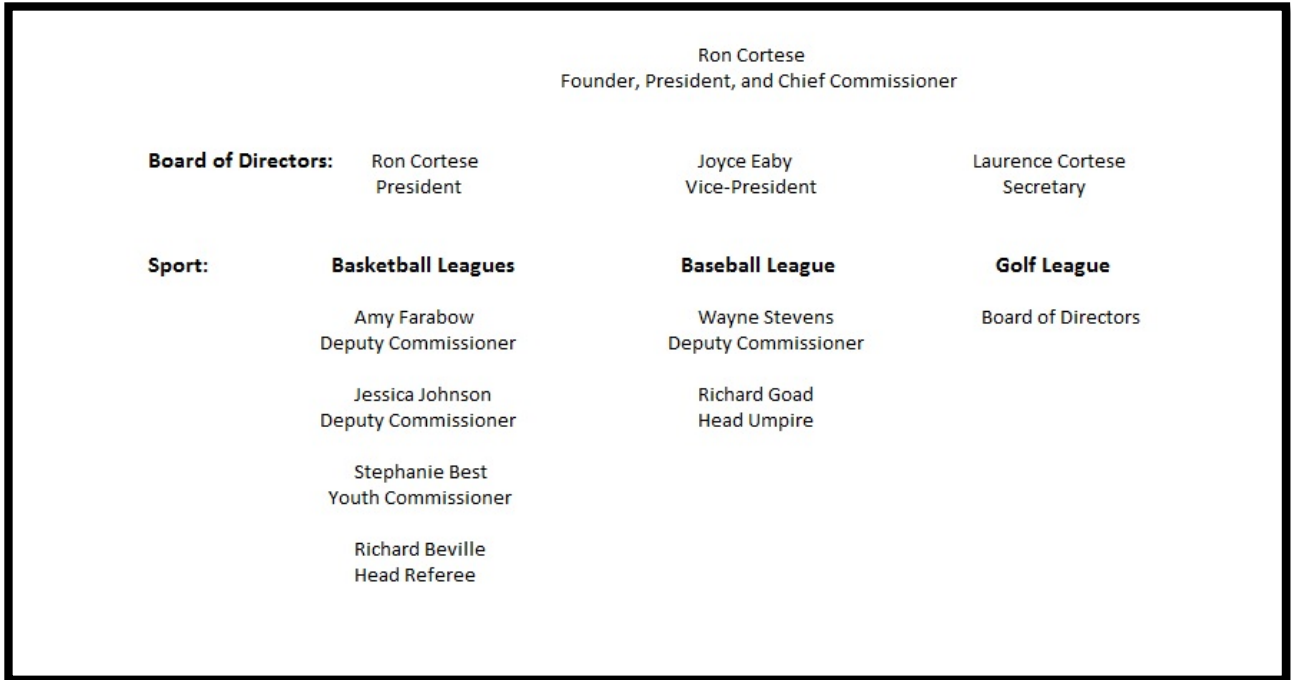 Ron Cortese
Founder, President, and Chief Commissioner
Board of Directors: Ron Cortese Joyce Eaby Laurence Cortese
President Vice-President Secretary
Sport: Basketball Leagues Baseball League Golf League
Amy Farabow Wayne Stevens Board of Directors
Deputy Commissioner Deputy Commissioner
Jessica Johnson Richard Goad
Deputy Commissioner Head Umpire
Stephanie Best
Youth Commissioner
Richard Beville
Head Referee